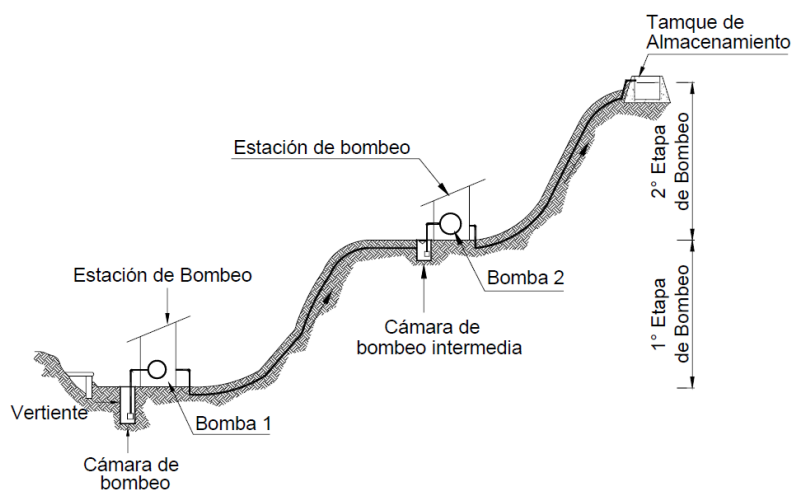 Tamque de
Almacenamiento
Estación de bombeo
2° Etapa
de Bombeo
Estación de Bombeo
Bomba 2
1° Etapa
de Bombeo
Cámara de
bombeo intermedia
Vertiente
Bomba 1
Cámara de
bombeo